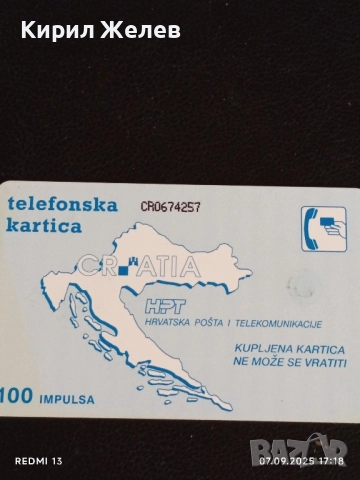 Кирил Желев
telefonska
kartica
CR0674257
CROATIA
HPT
HRVATSKA POŠTA I TELEKOMUNIKACIJE
KUPLJENA KARTICA
NE MOŽE SE VRATITI
100 IMPULSA
REDMI 13
07.09.2025 17:18
БАЗАР